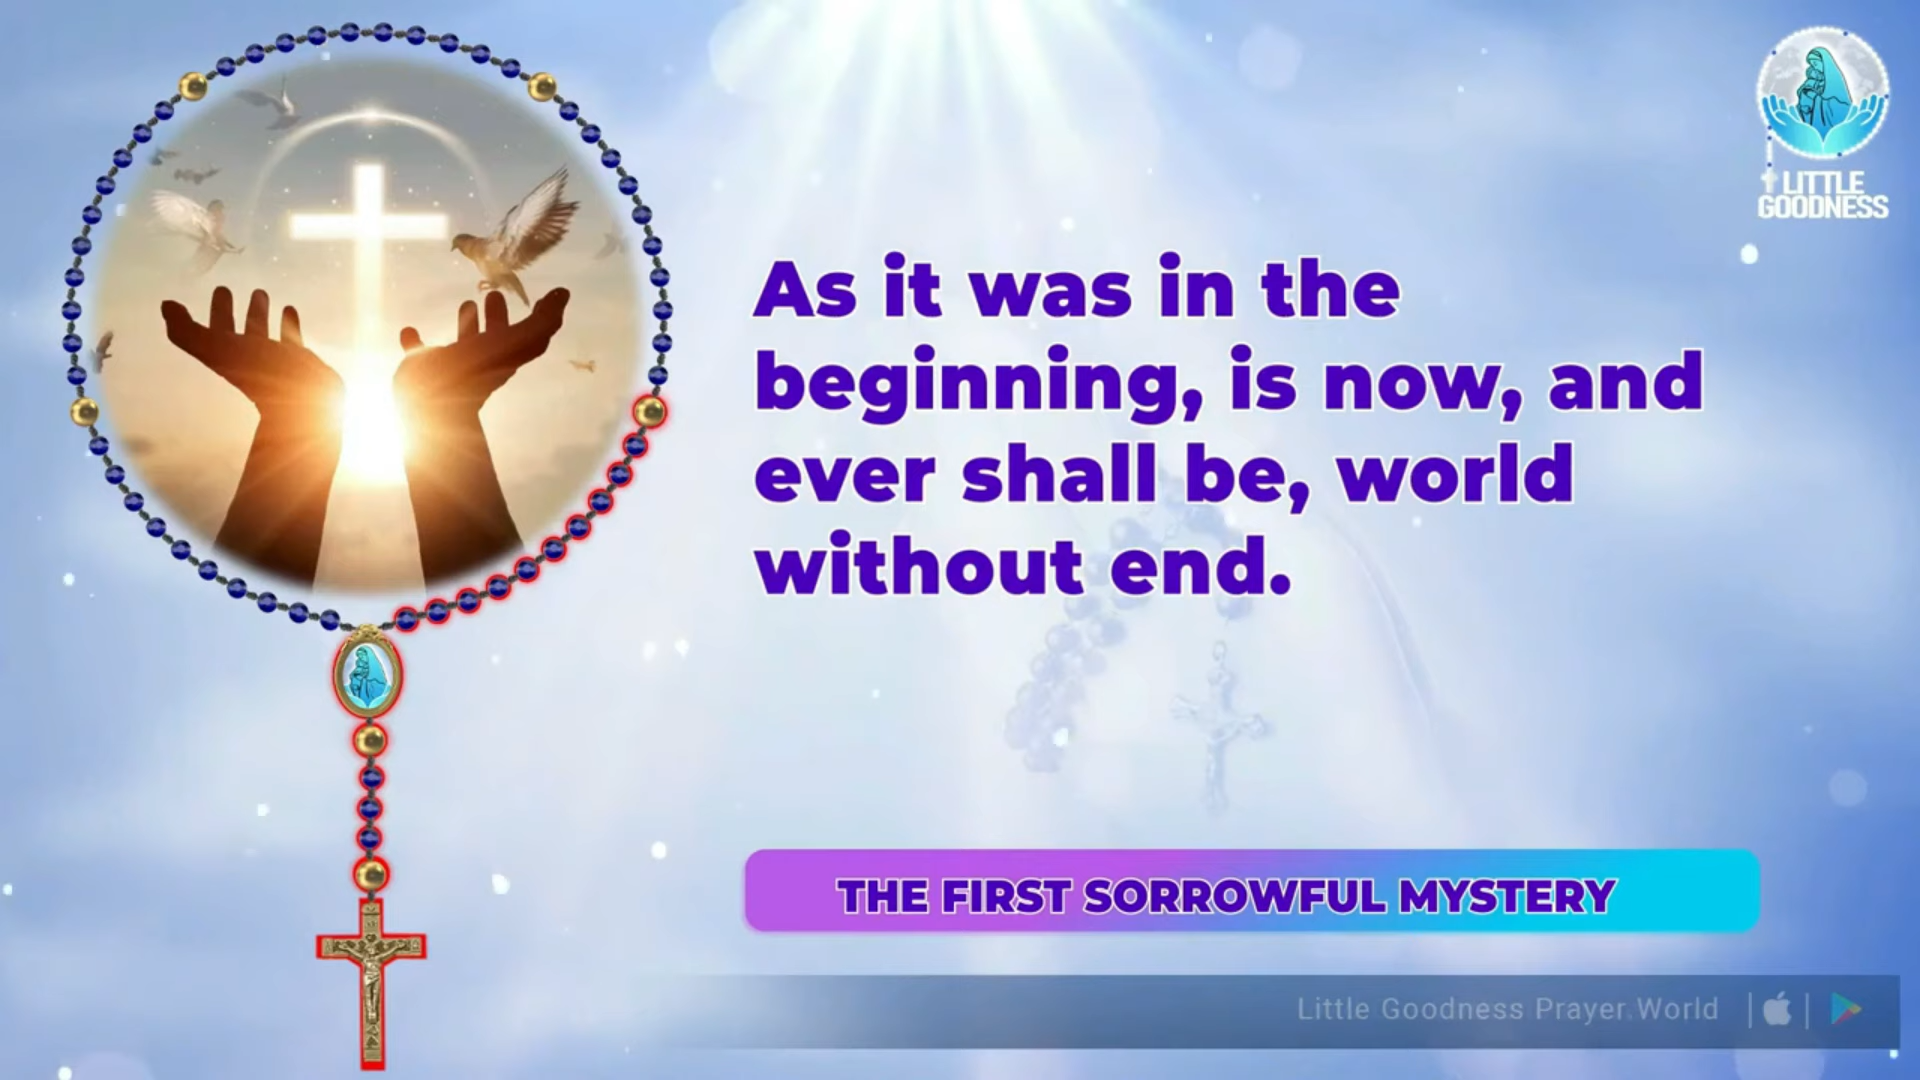 LITTLE
GOODNESS
As it was in the
beginning, is now, and
ever shall be, world
without end.
THE FIRST SORROWFUL MYSTERY
Little Goodness Prayer World